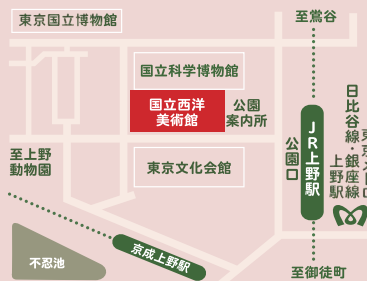 東京国立博物館
至鶯谷
国立科学博物館
国立西洋
美術館
公園
案内所
至上野
動物園
東京文化会館
公園口
JR上野駅
日比谷線・銀座線
上野駅
京成上野駅
不忍池
至御徒町